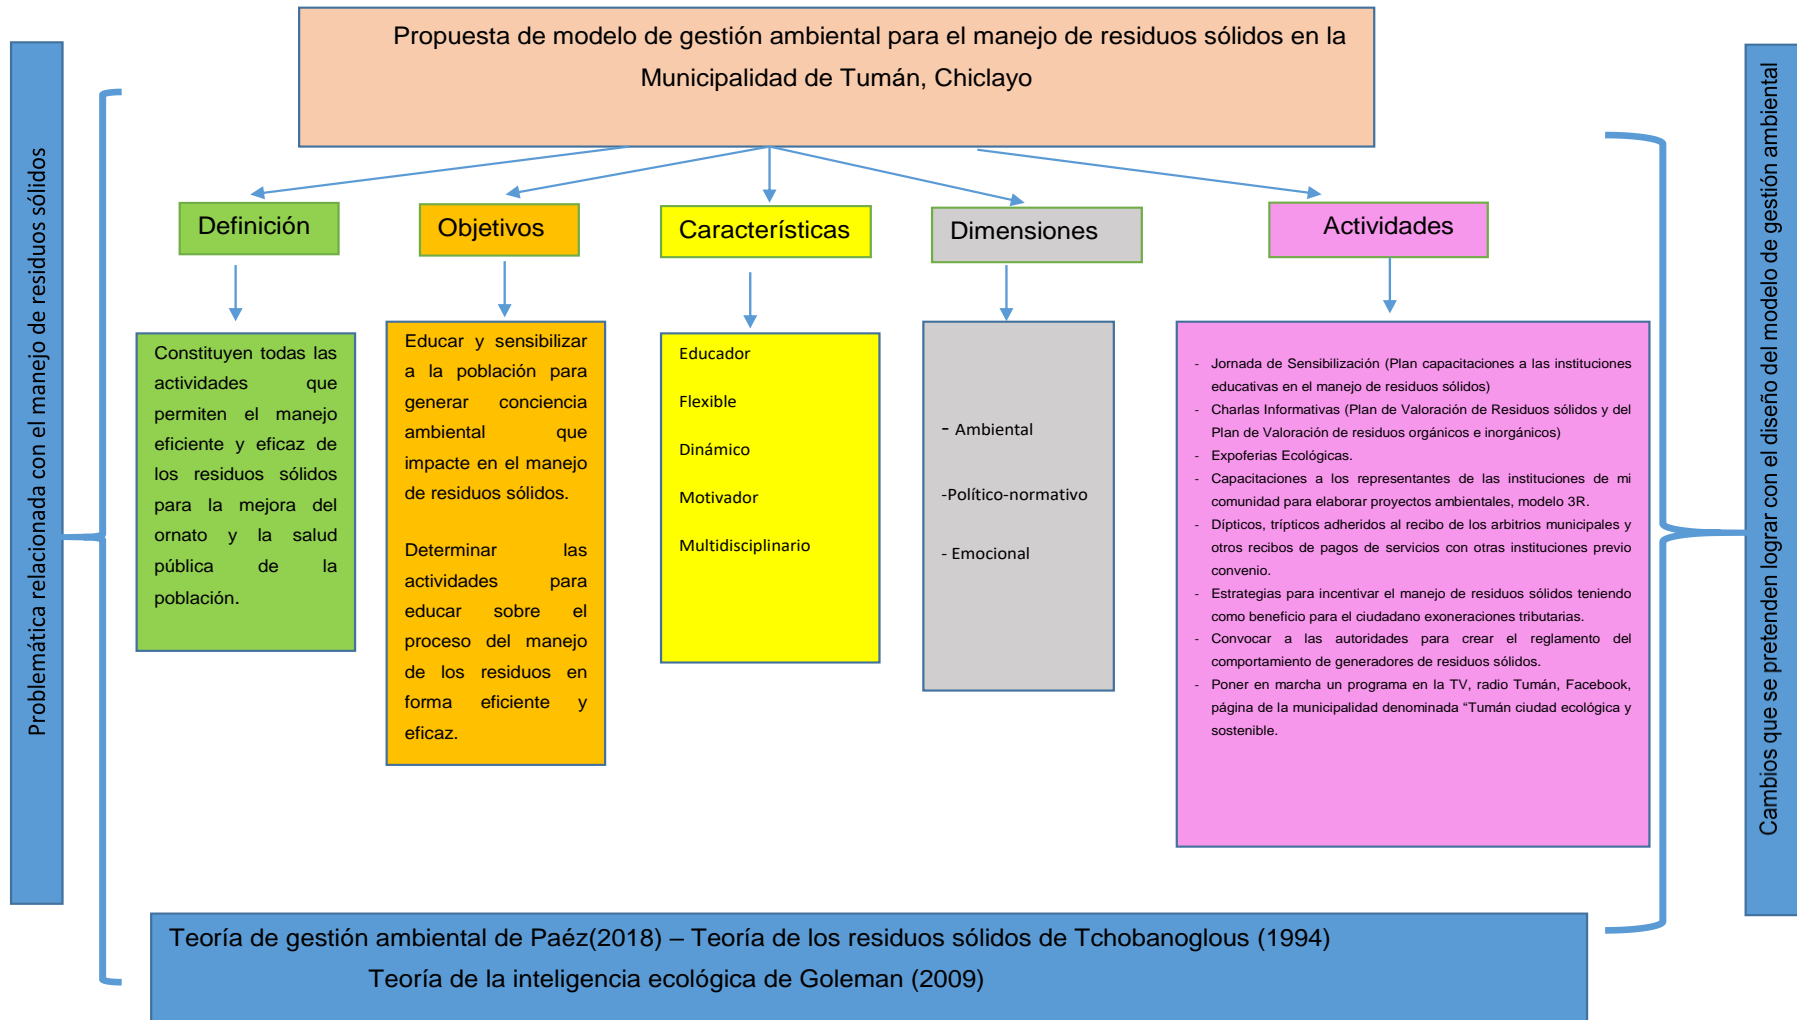 Propuesta de modelo de gestión ambiental para el manejo de residuos sólidos en la
Municipalidad de Tumán, Chiclayo
Problemática relacionada con el manejo de residuos sólidos
Definición
Constituyen todas las
actividades que
permiten el manejo
eficiente y eficaz de
los residuos sólidos
para la mejora del
ornato y la salud
pública de la
población.
Objetivos
Educar y sensibilizar
a la población para
generar conciencia
ambiental que
impacte en el manejo
de residuos sólidos.
Determinar las
actividades para
educar sobre el
proceso del manejo
de los residuos en
forma eficiente y
eficaz.
Característícas
Educador
Flexible
Dinámico
Motivador
Multidisciplinario
Dimensiones
- Ambiental
-Político-normativo
- Emocional
Actividades
- Jornada de Sensibilización (Plan capacitaciones a las instituciones
educativas en el manejo de residuos sólidos)
- Charlas Informativas (Plan de Valoración de Residuos sólidos y del
Plan de Valoración de residuos orgánicos e inorgánicos)
- Expoferias Ecológicas.
- Capacitaciones a los representantes de las instituciones de mi
comunidad para elaborar proyectos ambientales, modelo 3R.
- Dípticos, trípticos adheridos al recibo de los arbitrios municipales y
otros recibos de pagos de servicios con otras instituciones previo
convenio.
- Estrategias para incentivar el manejo de residuos sólidos teniendo
como beneficio para el ciudadano exoneraciones tributarias.
- Convocar a las autoridades para crear el reglamento del
comportamiento de generadores de residuos sólidos.
- Poner en marcha un programa en la TV, radio Tumán, Facebook,
página de la municipalidad denominada “Tumán ciudad ecológica y
sostenible.
Cambios que se pretenden lograr con el diseño del modelo de gestión ambiental
Teoría de gestión ambiental de Paéz(2018) – Teoría de los residuos sólidos de Tchobanoglous (1994)
Teoría de la inteligencia ecológica de Goleman (2009)